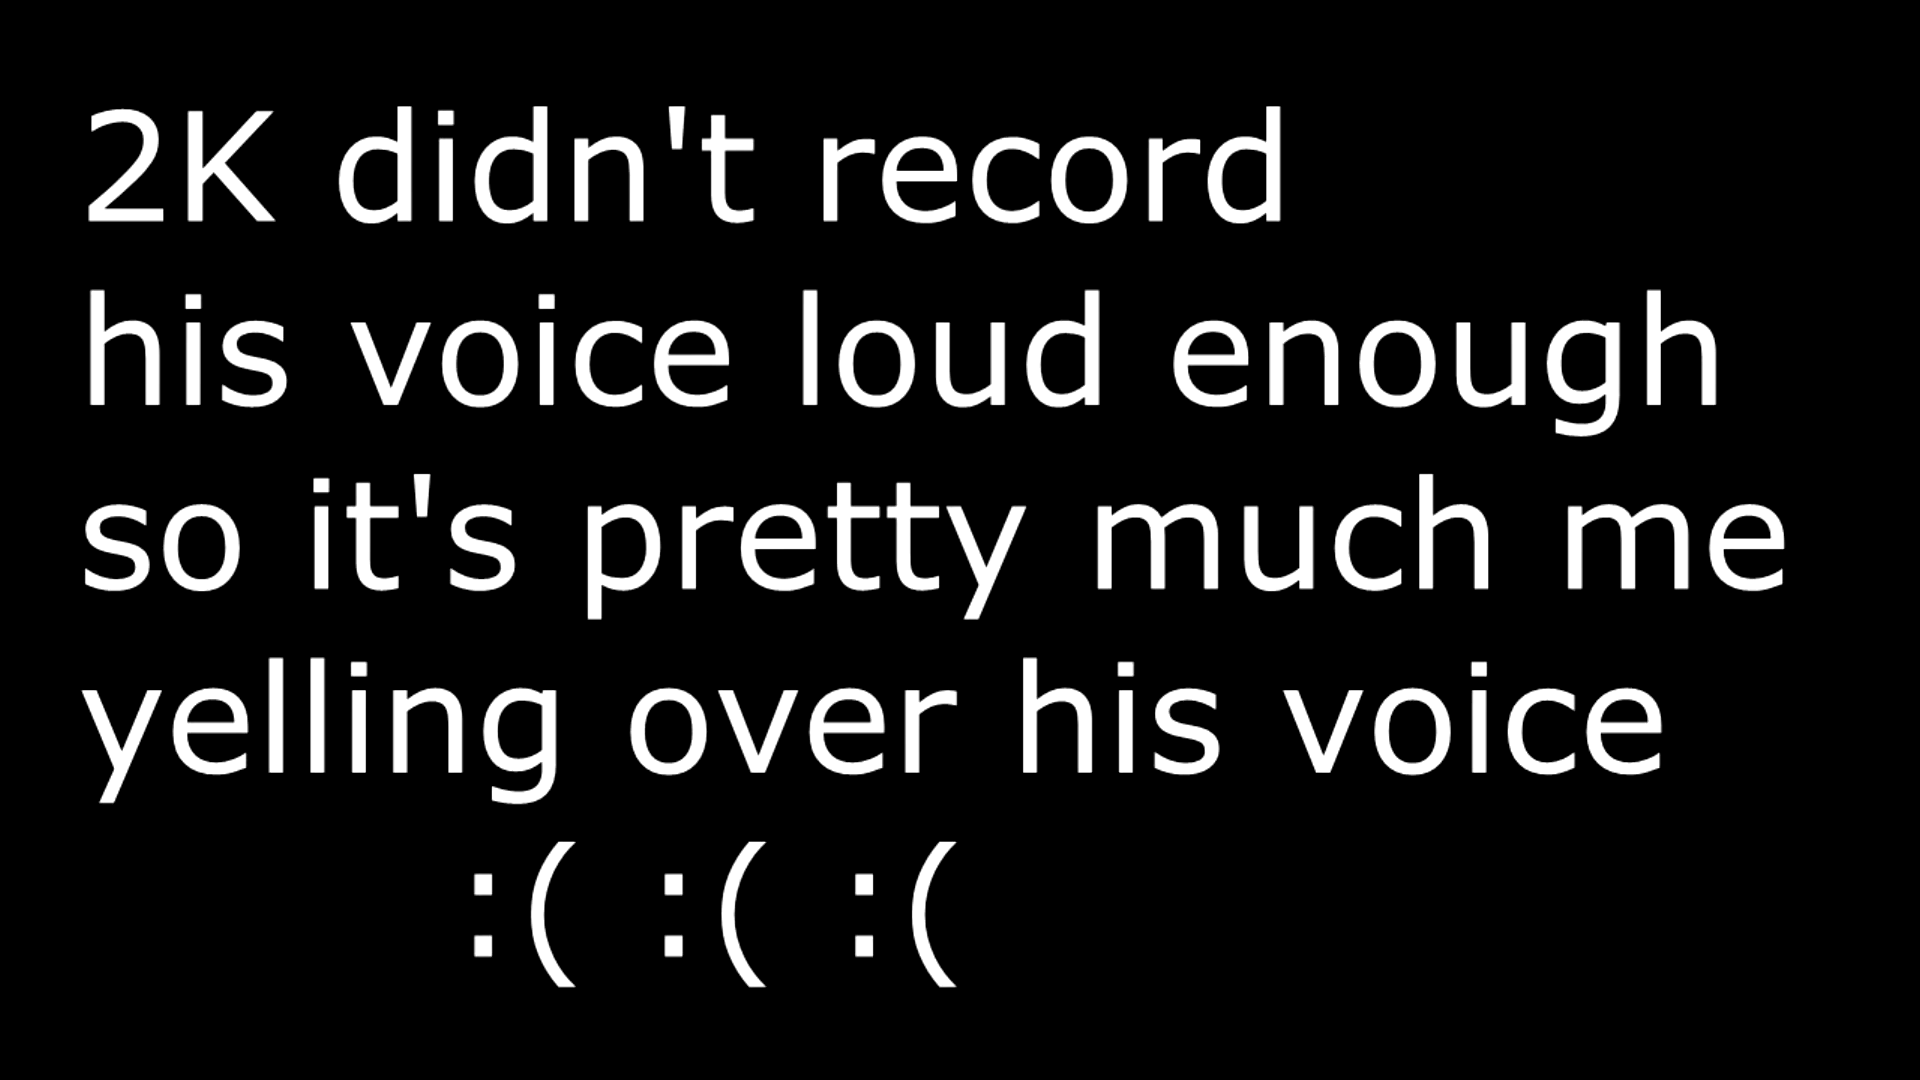 2K didn't record
his voice loud enough
so it's pretty much me
yelling over his voice
:( :( :(